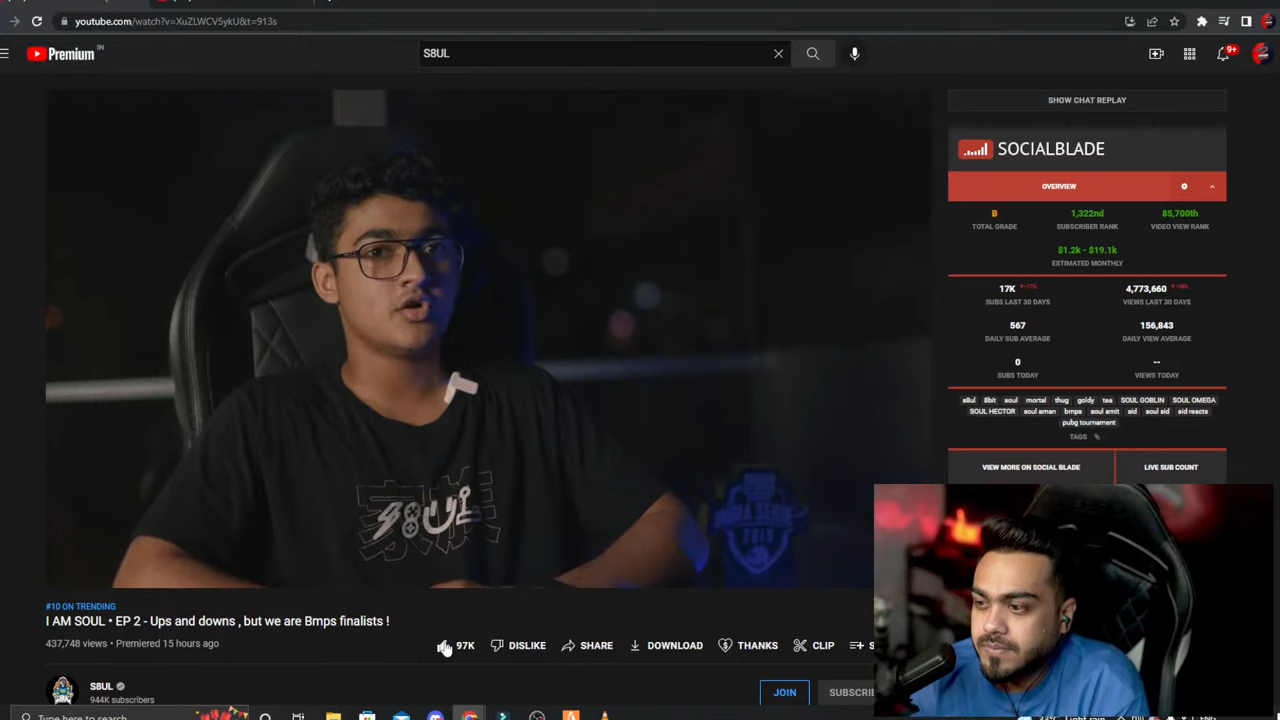 youtube.com/watch?v=XuZLWCV5ykU&t=913s
Premium IN
S8UL
9+
SHOW CHAT REPLAY
SOCIALBLADE
OVERVIEW
B
TOTAL GRADE
1,322nd
SUBSCRIBER RANK
85,700th
VIDEO VIEW RANK
$1.2k - $19.1k
ESTIMATED MONTHLY
17K
SUBS LAST 30 DAYS
4,773,660
VIEWS LAST 30 DAYS
567
DAILY SUB AVERAGE
156,843
DAILY VIEW AVERAGE
0
SUBS TODAY
--
VIEWS TODAY
s8ul 8bit soul mortal thug goldy tsa SOUL GOBLIN SOUL OMEGA
SOUL HECTOR soul aman bmps soul amit sid soul sid sid reacts
pubg tournament
TAGS
VIEW MORE ON SOCIAL BLADE
LIVE SUB COUNT
S8UL
#10 ON TRENDING
I AM SOUL • EP 2 - Ups and downs , but we are Bmps finalists !
437,748 views • Premiered 15 hours ago
97K DISLIKE SHARE DOWNLOAD THANKS CLIP
S8UL
944K subscribers
JOIN
SUBSCRIBE
Type here to search
Light rain